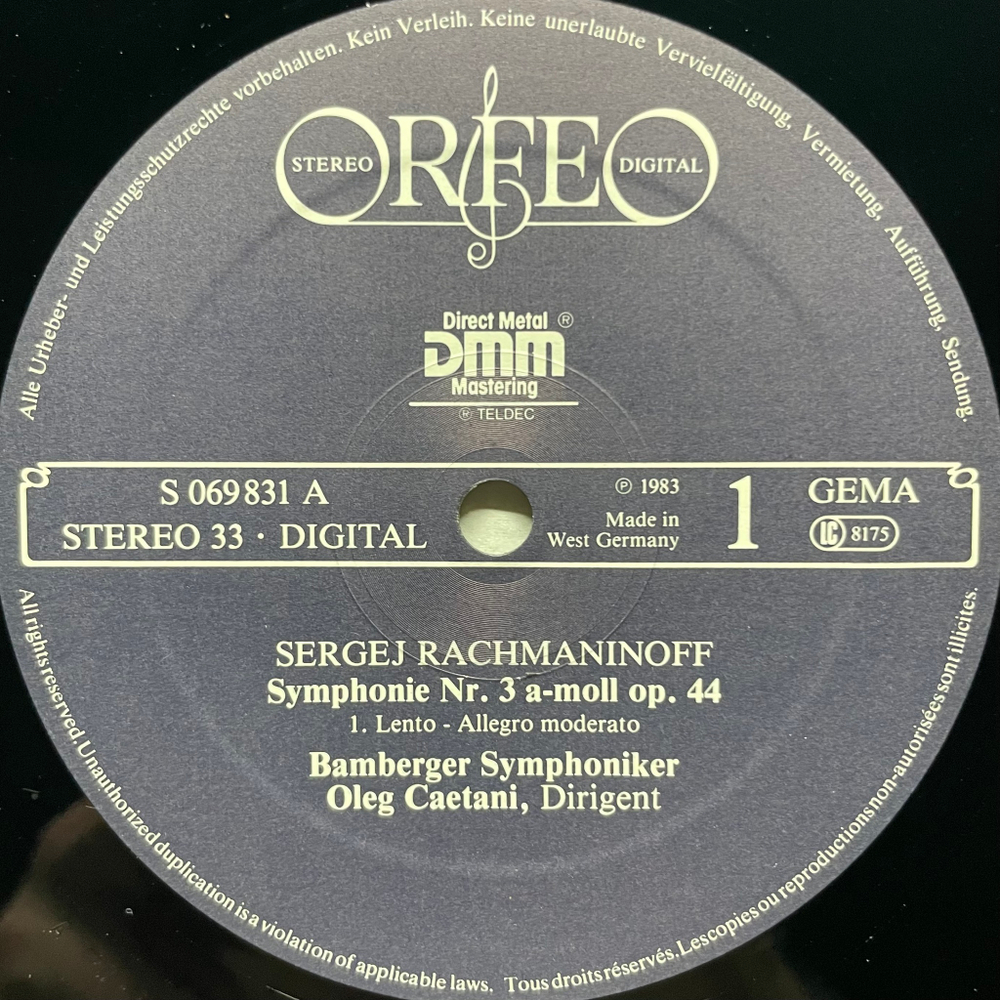 Alle Urheber- und Leistungsschutzrechte vorbehalten. Kein Verleih. Keine unerlaubte Vervielfältigung, Vermietung, Aufführung, Sendung.
ORFEO
STEREO
DIGITAL
Direct Metal ®
DMM
Mastering
® TELDEC
S 069831 A
STEREO 33 · DIGITAL
℗ 1983
Made in
West Germany
1
GEMA
LC 8175
SERGEJ RACHMANINOFF
Symphonie Nr. 3 a-moll op. 44
1. Lento - Allegro moderato
Bamberger Symphoniker
Oleg Caetani, Dirigent
All rights reserved. Unauthorized duplication is a violation of applicable laws. Tous droits réservés. Les copies ou reproductions non-autorisées sont illicites.